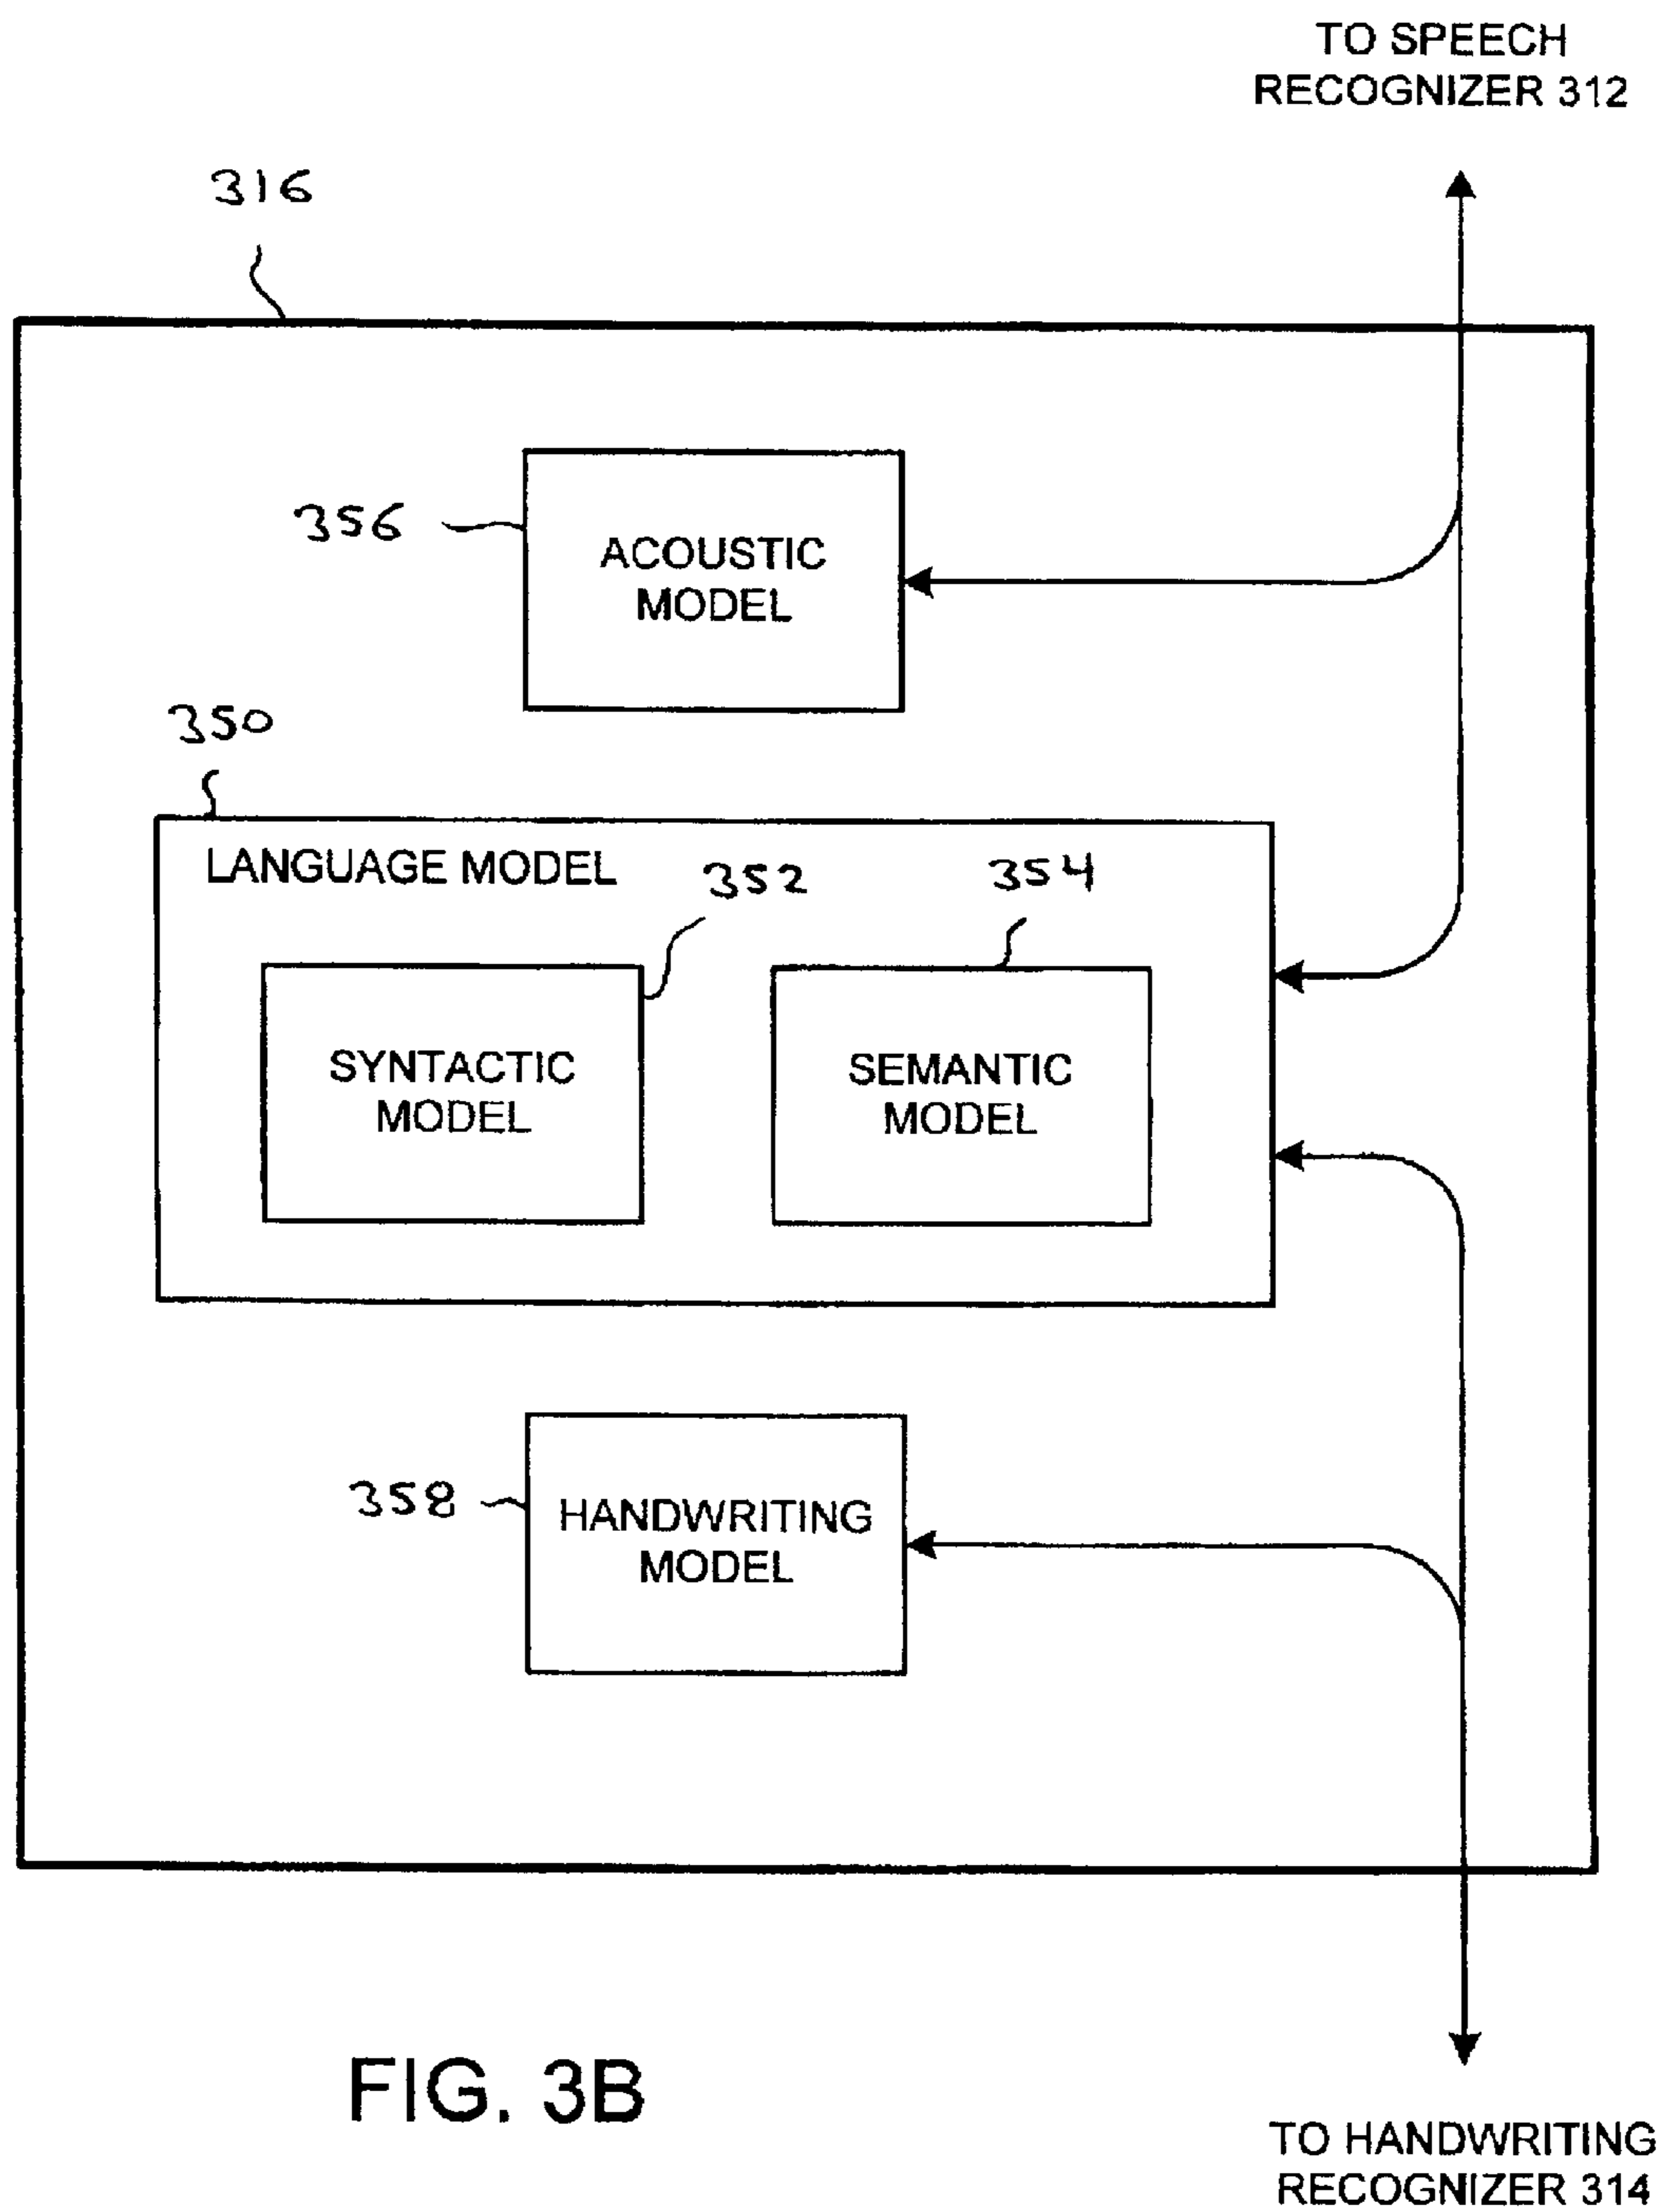 TO SPEECH
RECOGNIZER 312
316
356
ACOUSTIC
MODEL
350
LANGUAGE MODEL
352
354
SYNTACTIC
MODEL
SEMANTIC
MODEL
358
HANDWRITING
MODEL
FIG. 3B
TO HANDWRITING
RECOGNIZER 314